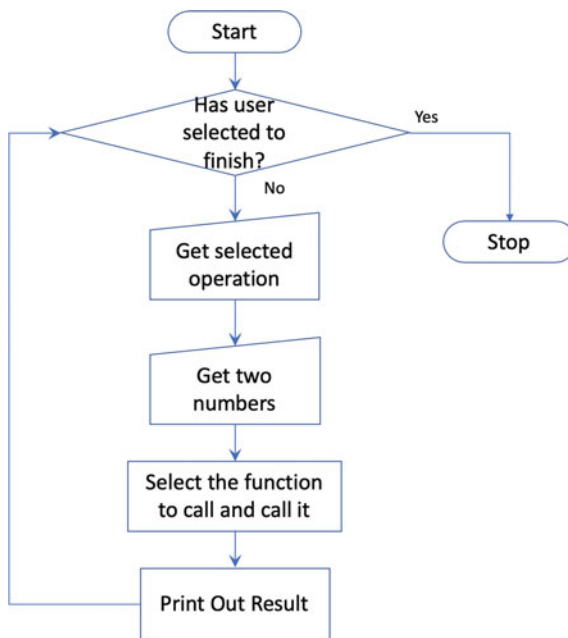 Start
Has user
selected to
finish?
Yes
No
Stop
Get selected
operation
Get two
numbers
Select the function
to call and call it
Print Out Result